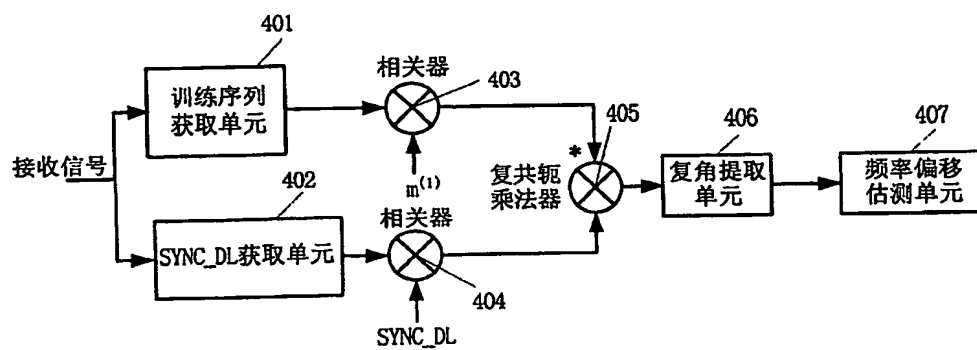 401
训练序列
获取单元
相关器
403
m(1)
接收信号
402
SYNC_DL获取单元
相关器
404
SYNC_DL
*
405
复共轭
乘法器
406
复角提取
单元
407
频率偏移
估测单元